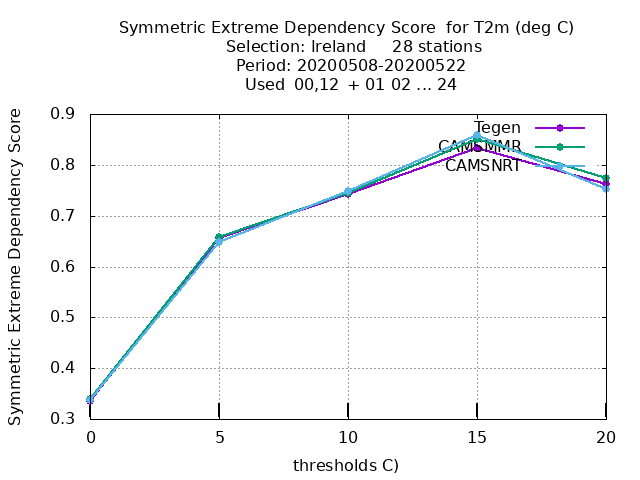 Symmetric Extreme Dependency Score for T2m (deg C)
Selection: Ireland 28 stations
Period: 20200508-20200522
Used 00,12 + 01 02 ... 24
Symmetric Extreme Dependency Score
0.9
0.8
0.7
0.6
0.5
0.4
0.3
Tegen
CAMSMMR
CAMSNRT
0 5 10 15 20
thresholds C)